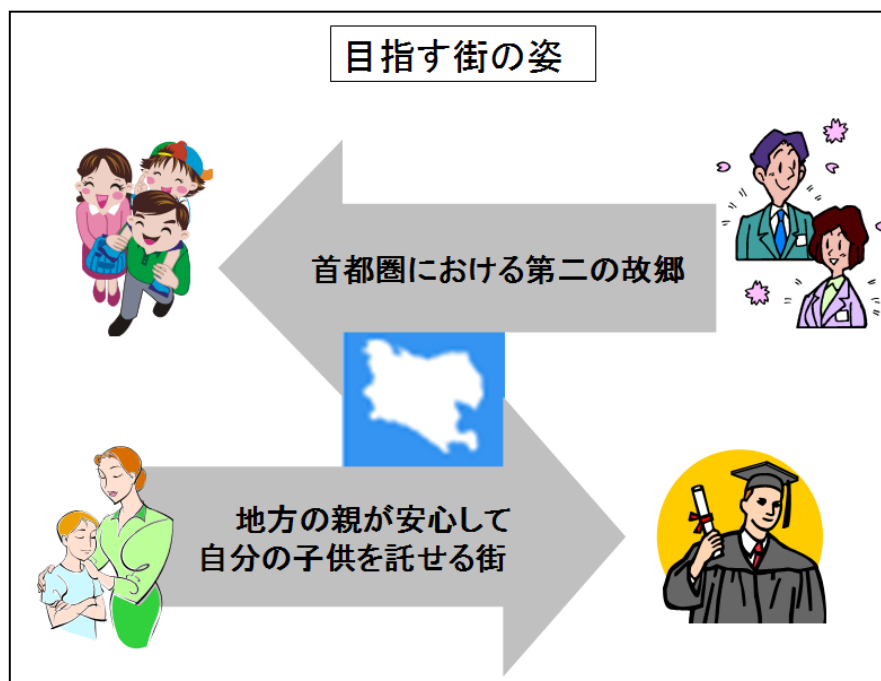 目指す街の姿
首都圏における第二の故郷
地方の親が安心して
自分の子供を託せる街